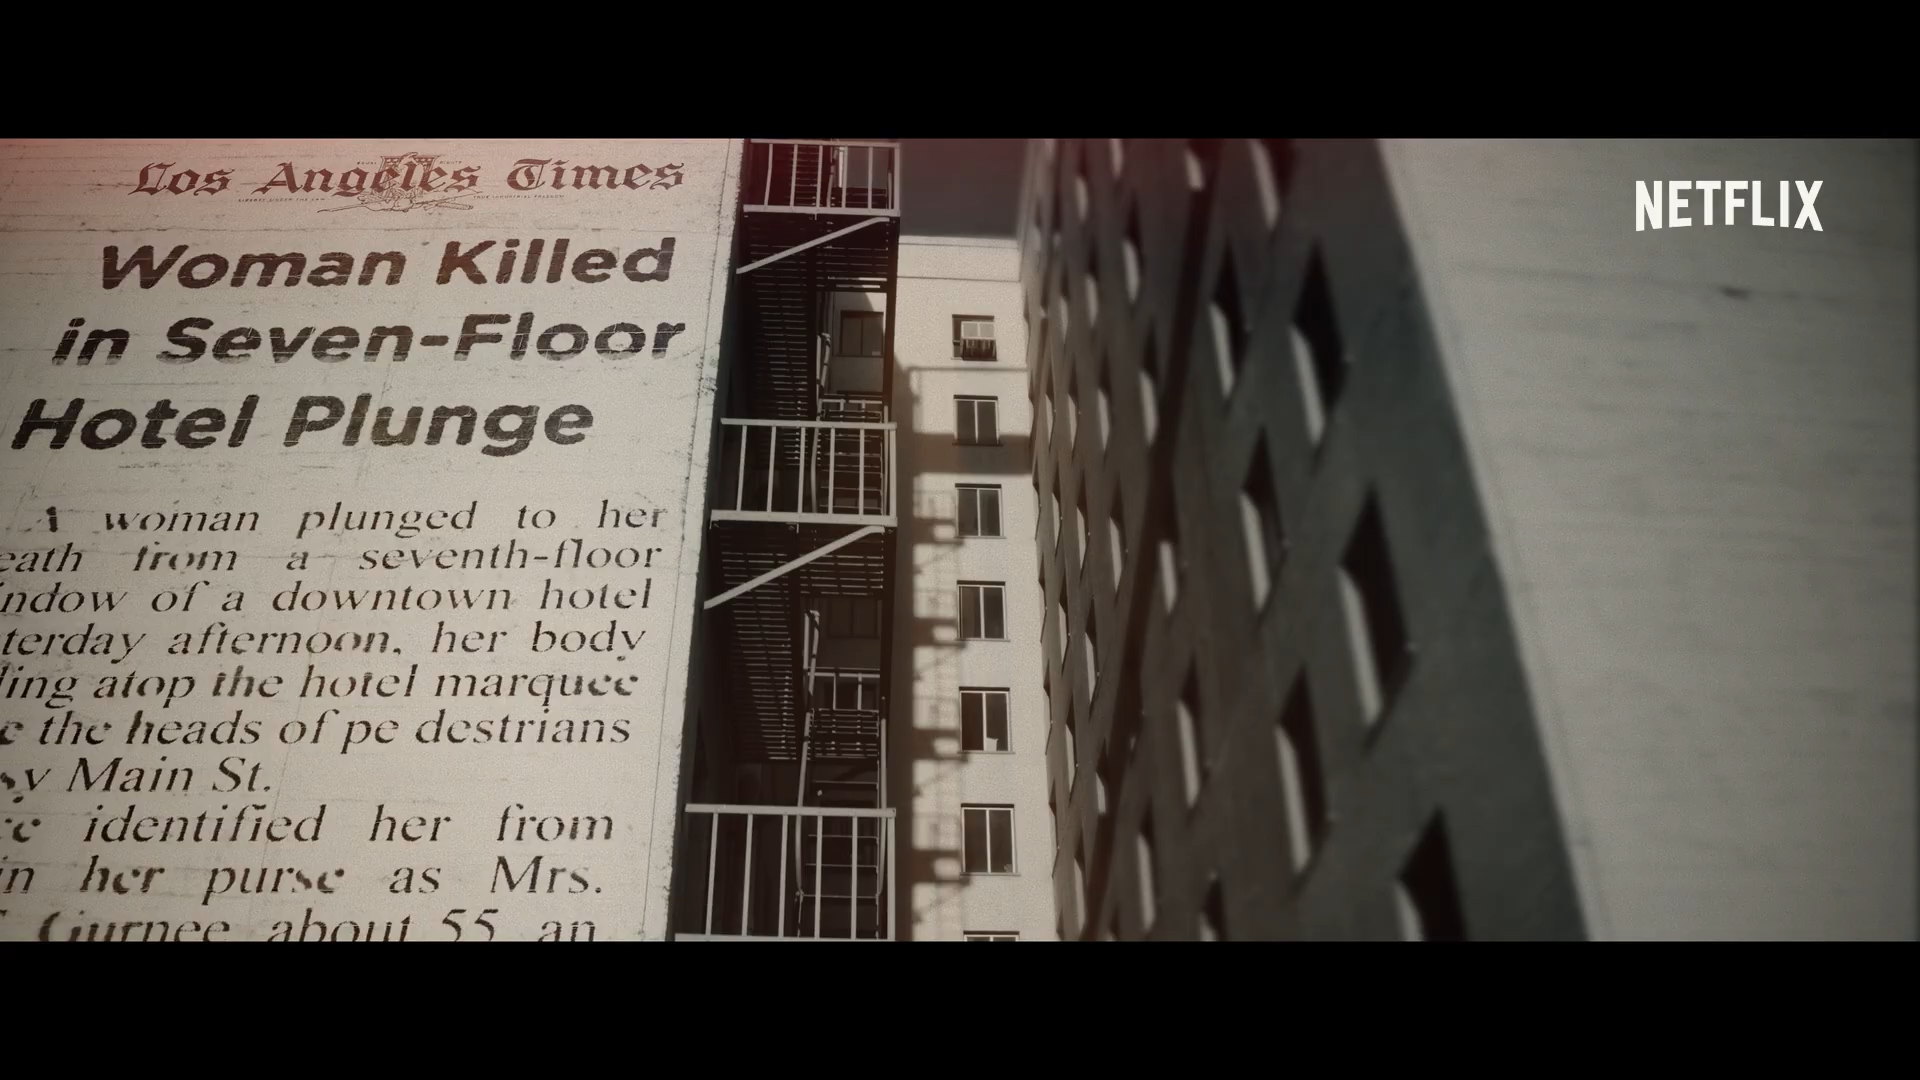 Los Angeles Times
NETFLIX
Woman Killed
in Seven-Floor
Hotel Plunge
A woman plunged to her
eath from a seventh-floor
indow of a downtown hotel
terday afternoon, her body
ling atop the hotel marquee
e the heads of pe destrians
y Main St.
identified her from
in her purse as Mrs.
Gurnee about 55 an